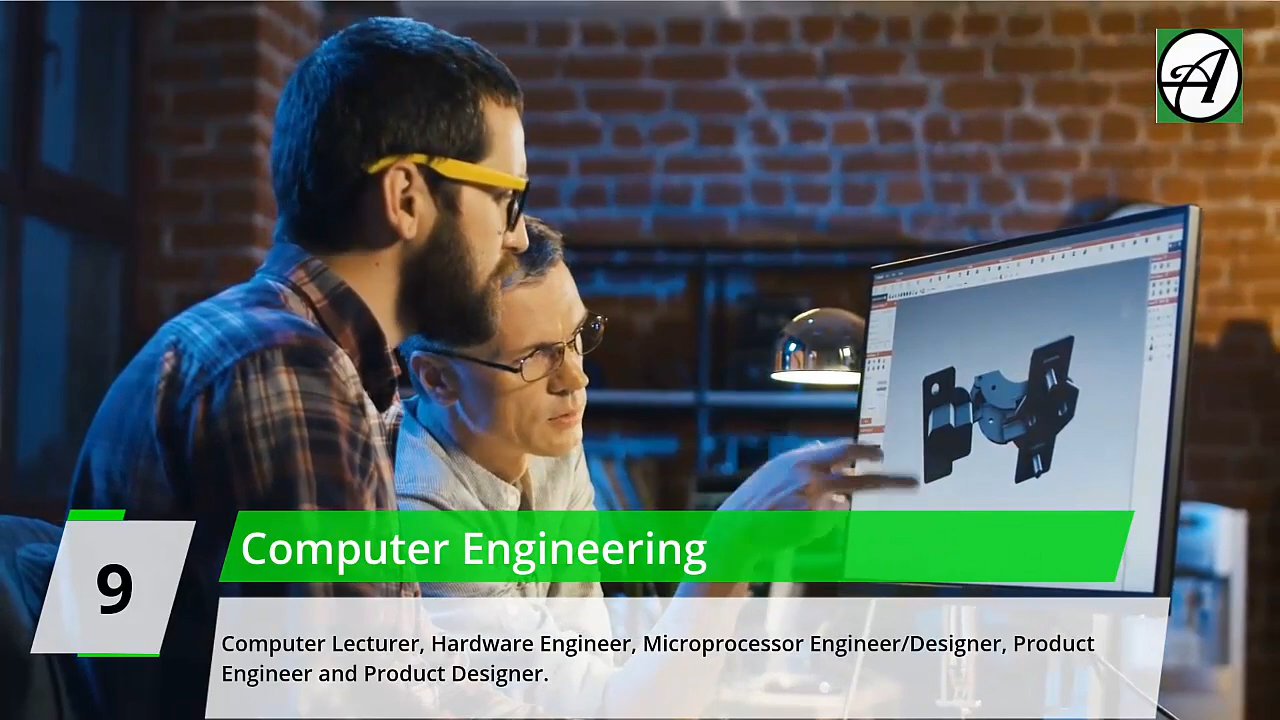 A
9
Computer Engineering
Computer Lecturer, Hardware Engineer, Microprocessor Engineer/Designer, Product
Engineer and Product Designer.